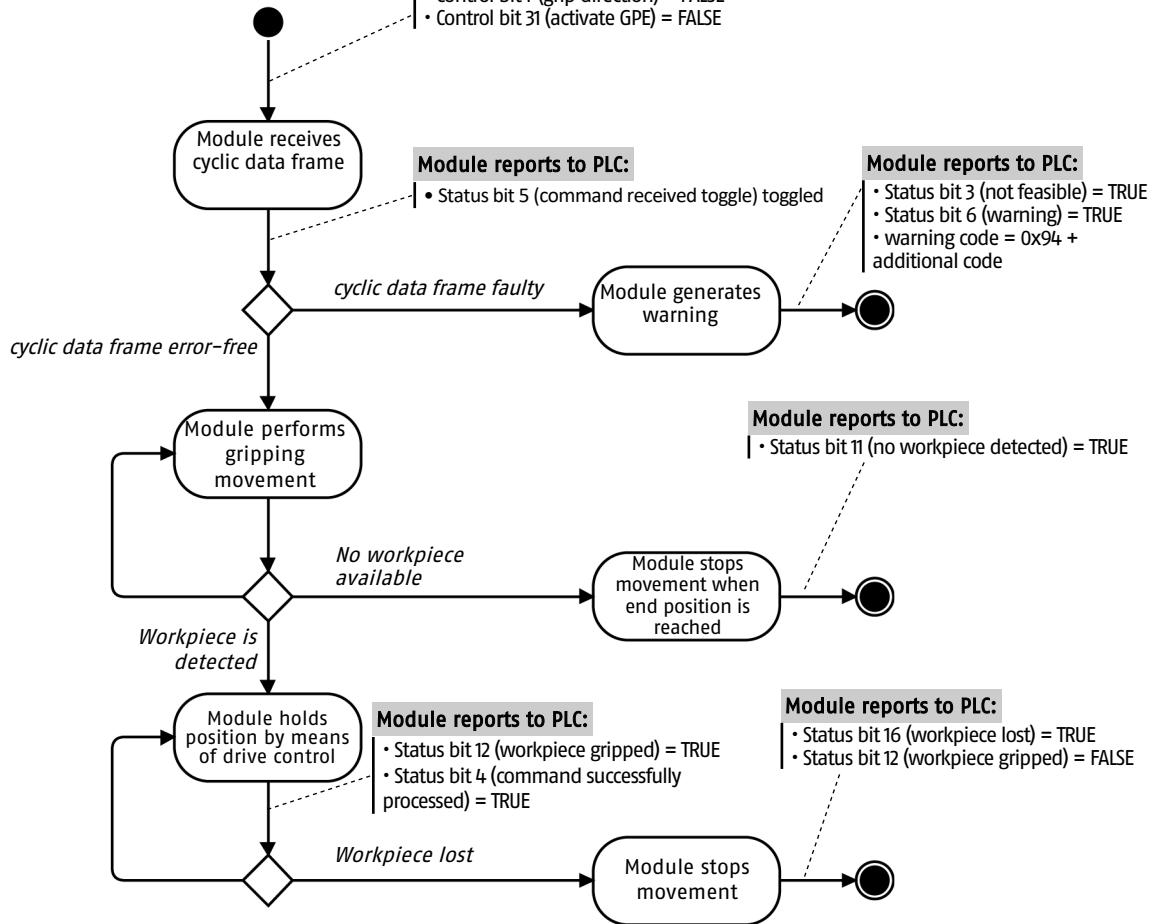 • Control bit 31 (activate GPE) = FALSE
Module receives
cyclic data frame
Module reports to PLC:
• Status bit 5 (command received toggle) toggled
Module reports to PLC:
• Status bit 3 (not feasible) = TRUE
• Status bit 6 (warning) = TRUE
• warning code = 0x94 +
additional code
cyclic data frame faulty
Module generates
warning
cyclic data frame error-free
Module performs
gripping
movement
Module reports to PLC:
• Status bit 11 (no workpiece detected) = TRUE
No workpiece
available
Module stops
movement when
end position is
reached
Workpiece is
detected
Module holds
position by means
of drive control
Module reports to PLC:
• Status bit 12 (workpiece gripped) = TRUE
• Status bit 4 (command successfully
processed) = TRUE
Module reports to PLC:
• Status bit 16 (workpiece lost) = TRUE
• Status bit 12 (workpiece gripped) = FALSE
Workpiece lost
Module stops
movement